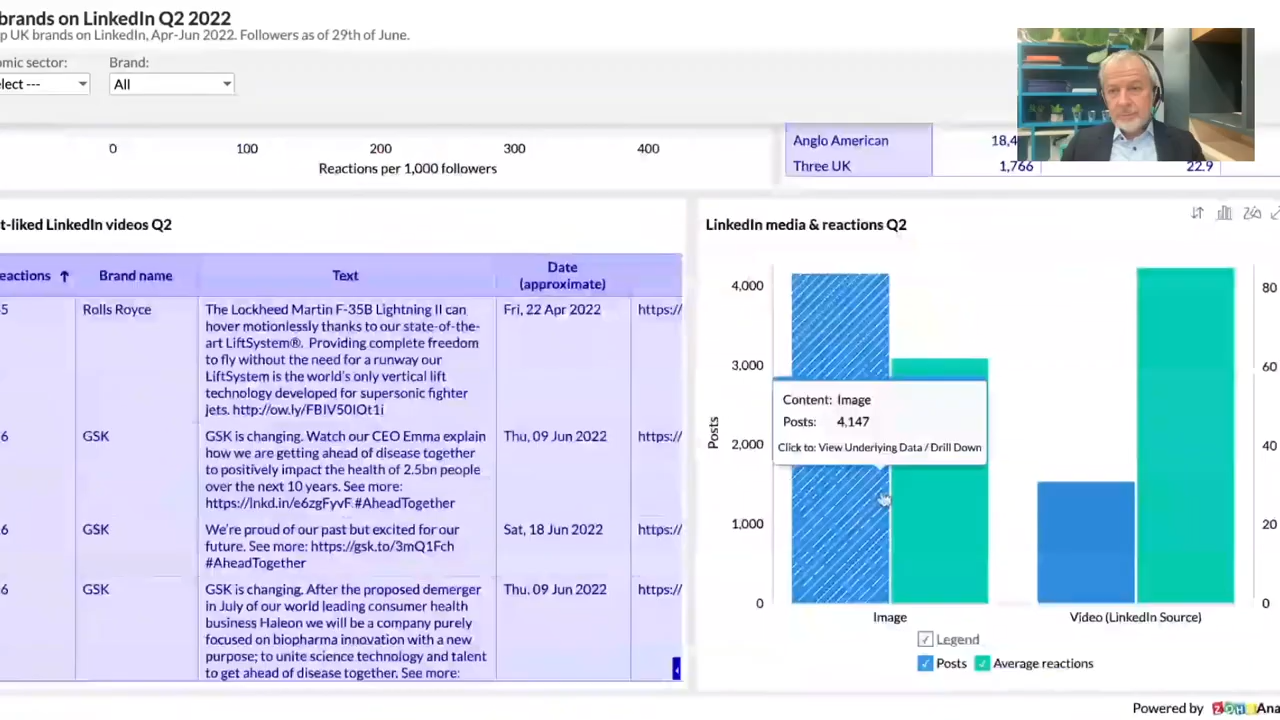 brands on LinkedIn Q2 2022
p UK brands on LinkedIn, Apr-Jun 2022. Followers as of 29th of June.
omic sector:
Brand:
lect ---
All
0
100
200
300
400
Reactions per 1,000 followers
Anglo American
18,4
Three UK
1,766
22.9
t-liked LinkedIn videos Q2
eactions
Brand name
Text
Date
(approximate)
5
Rolls Royce
The Lockheed Martin F-35B Lightning II can
hover motionlessly thanks to our state-of-the-
art LiftSystem®. Providing complete freedom
to fly without the need for a runway our
LiftSystem is the world's only vertical lift
technology developed for supersonic fighter
jets. http://ow.ly/FBIV50IOt1i
Fri, 22 Apr 2022
https://
6
GSK
GSK is changing. Watch our CEO Emma explain
how we are getting ahead of disease together
to positively impact the health of 2.5bn people
over the next 10 years. See more:
https://lnkd.in/e6zgFyvF #AheadTogether
Thu, 09 Jun 2022
https://
6
GSK
We're proud of our past but excited for our
future. See more: https://gsk.to/3mQ1Fch
#AheadTogether
Sat, 18 Jun 2022
https://
6
GSK
GSK is changing. After the proposed demerger
in July of our world leading consumer health
business Haleon we will be a company purely
focused on biopharma innovation with a new
purpose; to unite science technology and talent
to get ahead of disease together. See more:
Thu, 09 Jun 2022
https://
LinkedIn media & reactions Q2
Posts
4,000
3,000
2,000
1,000
0
80
60
40
20
0
Content: Image
Posts: 4,147
Click to: View Underlying Data / Drill Down
Image
Video (LinkedIn Source)
Legend
Posts
Average reactions
Powered by ZOHO Ana